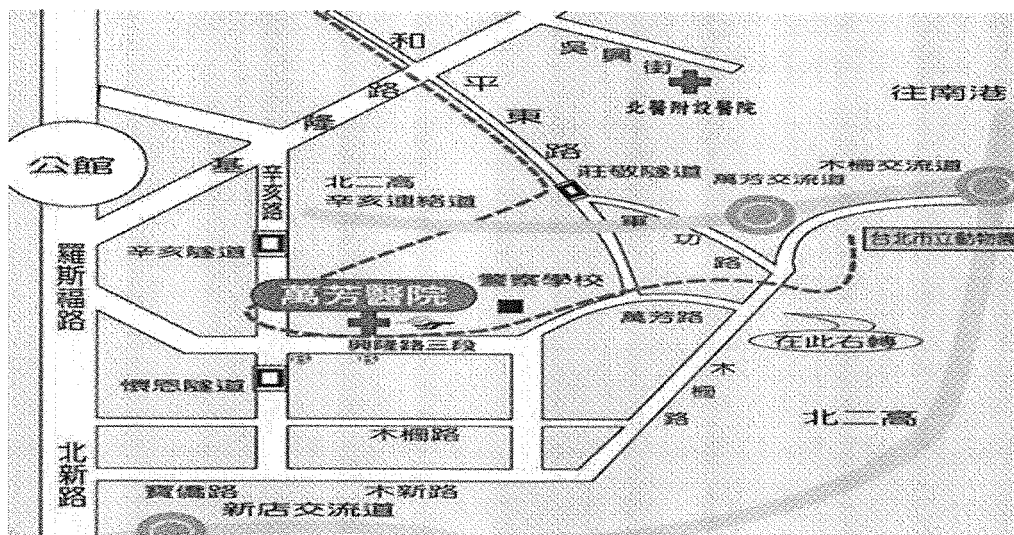 和平東路
吳興街
北醫附設醫院
往南港
基隆路
公館
辛亥路
北二高
辛亥連絡道
莊敬隧道
萬芳交流道
木柵交流道
軍功路
台北市立動物園
辛亥隧道
羅斯福路
萬芳醫院
警察學校
萬芳路
興隆路三段
在此右轉
懷恩隧道
木柵路
木柵路
北二高
北新路
寶僑路
木新路
新店交流道